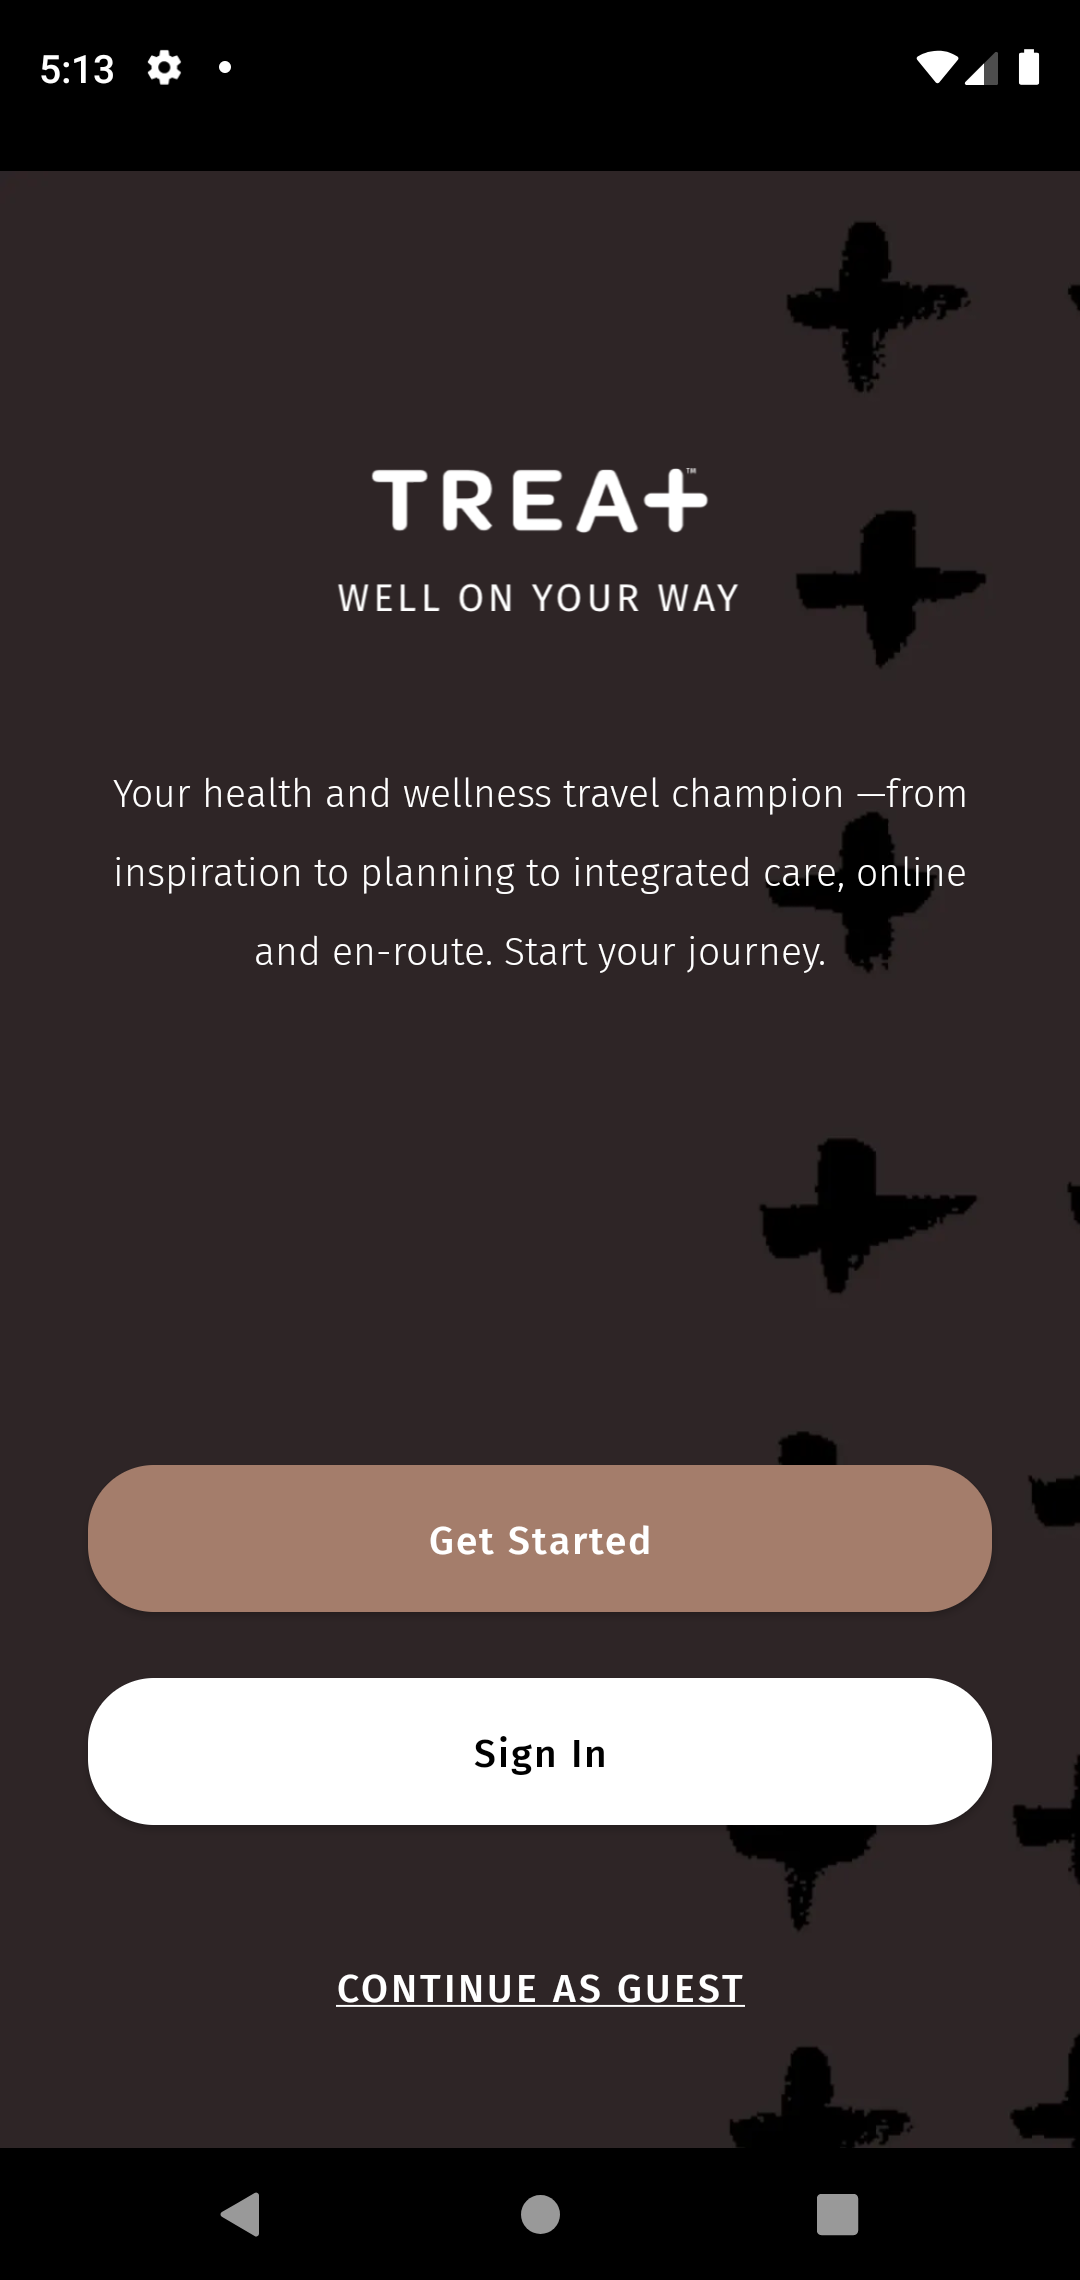 5:13
TREA+™
WELL ON YOUR WAY
Your health and wellness travel champion —from
inspiration to planning to integrated care, online
and en-route. Start your journey.
Get Started
Sign In
CONTINUE AS GUEST